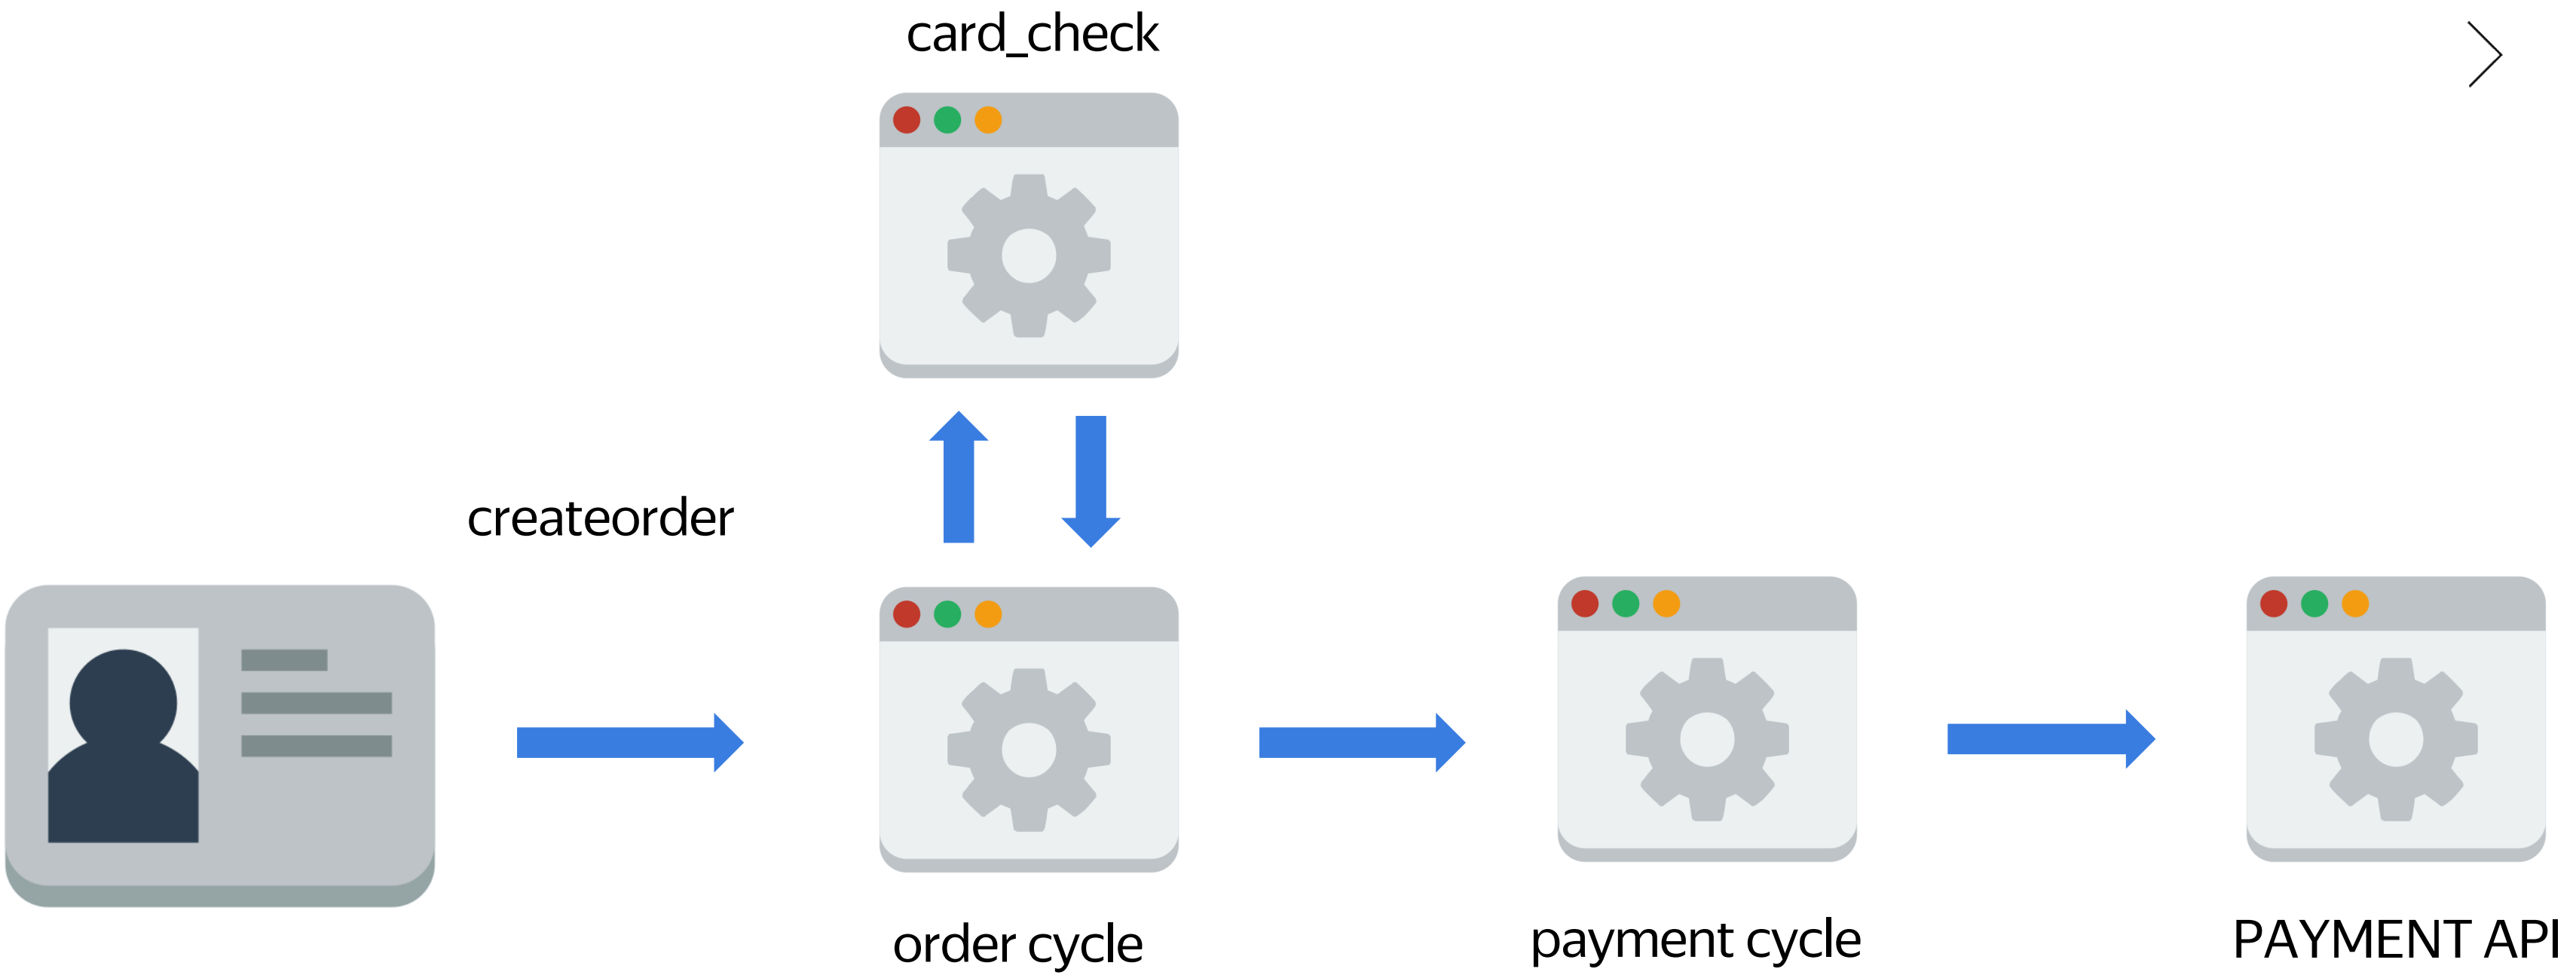 card_check
createorder
order cycle
payment cycle
PAYMENT API